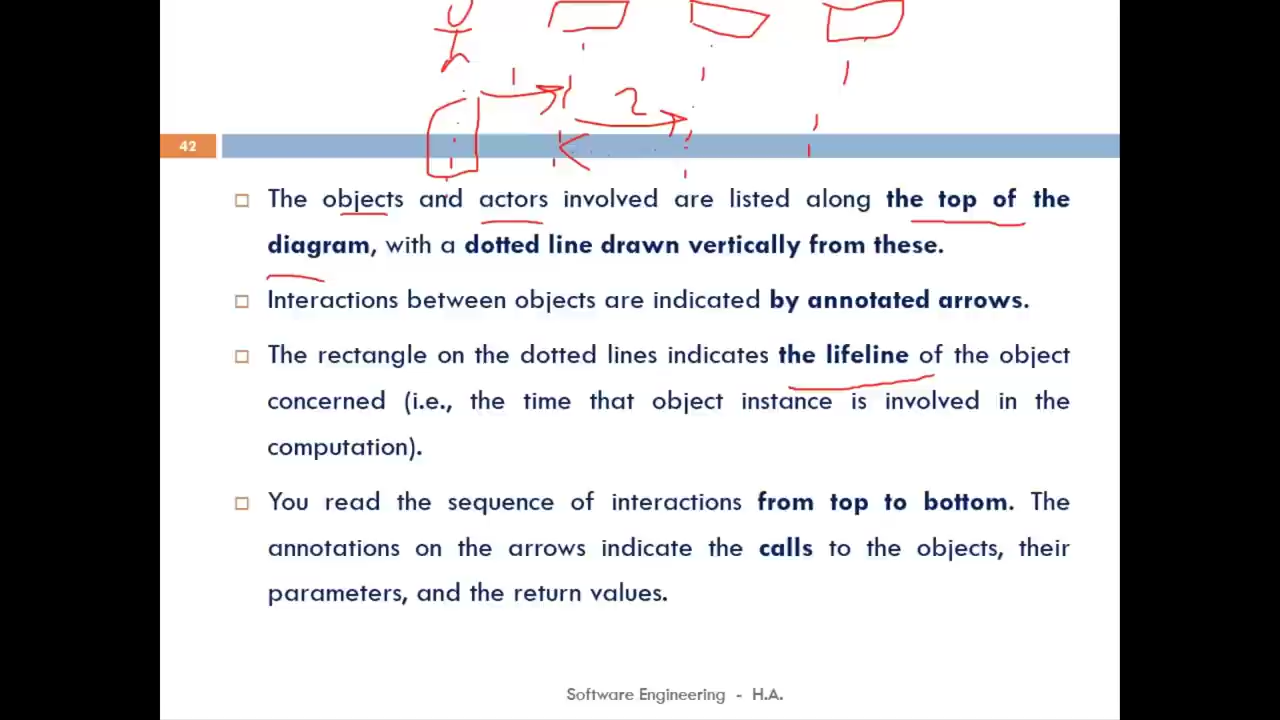 1
2
42
The objects and actors involved are listed along the top of the
diagram, with a dotted line drawn vertically from these.
Interactions between objects are indicated by annotated arrows.
The rectangle on the dotted lines indicates the lifeline of the object
concerned (i.e., the time that object instance is involved in the
computation).
You read the sequence of interactions from top to bottom. The
annotations on the arrows indicate the calls to the objects, their
parameters, and the return values.
Software Engineering - H.A.